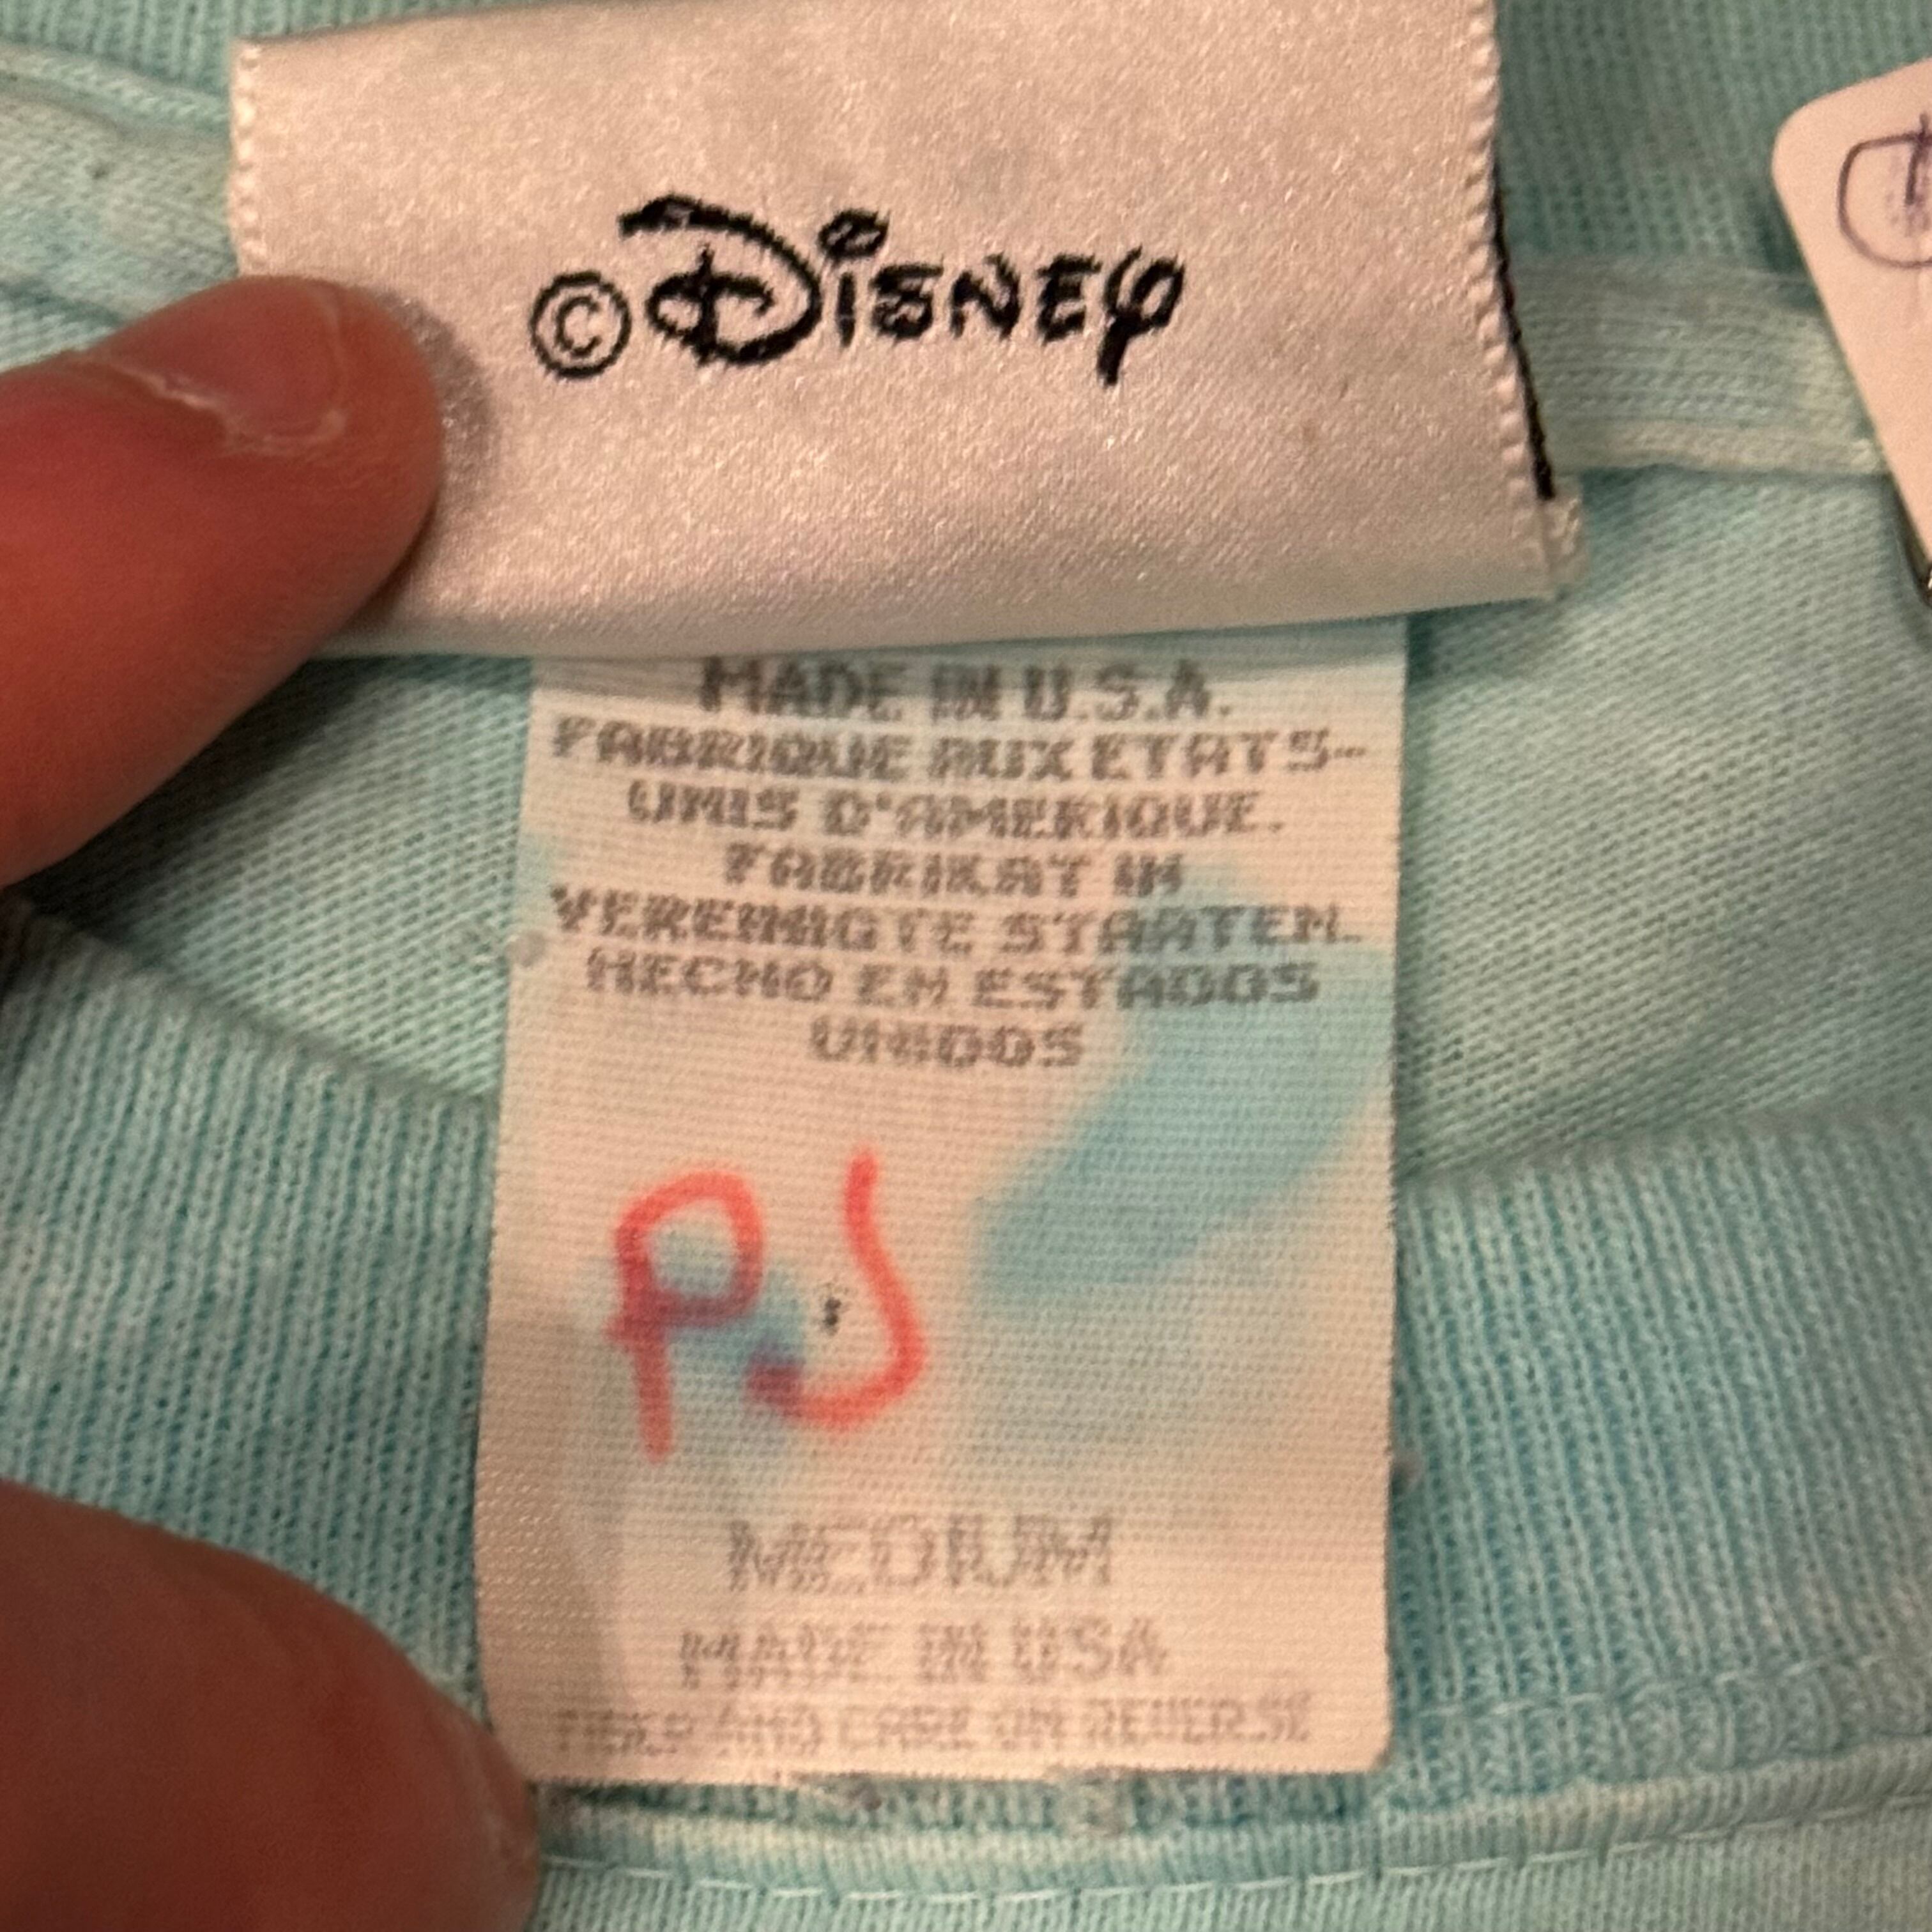 ©Disney
MADE IN U.S.A.
FABRIQUE AUX ETATS-
UNIS D'AMERIQUE.
FABRIKAT IN
VEREINIGTE STAATEN.
HECHO EN ESTADOS
UNIDOS
PJ
MEDIUM
MADE IN USA
FIBER AND CARE ON REVERSE